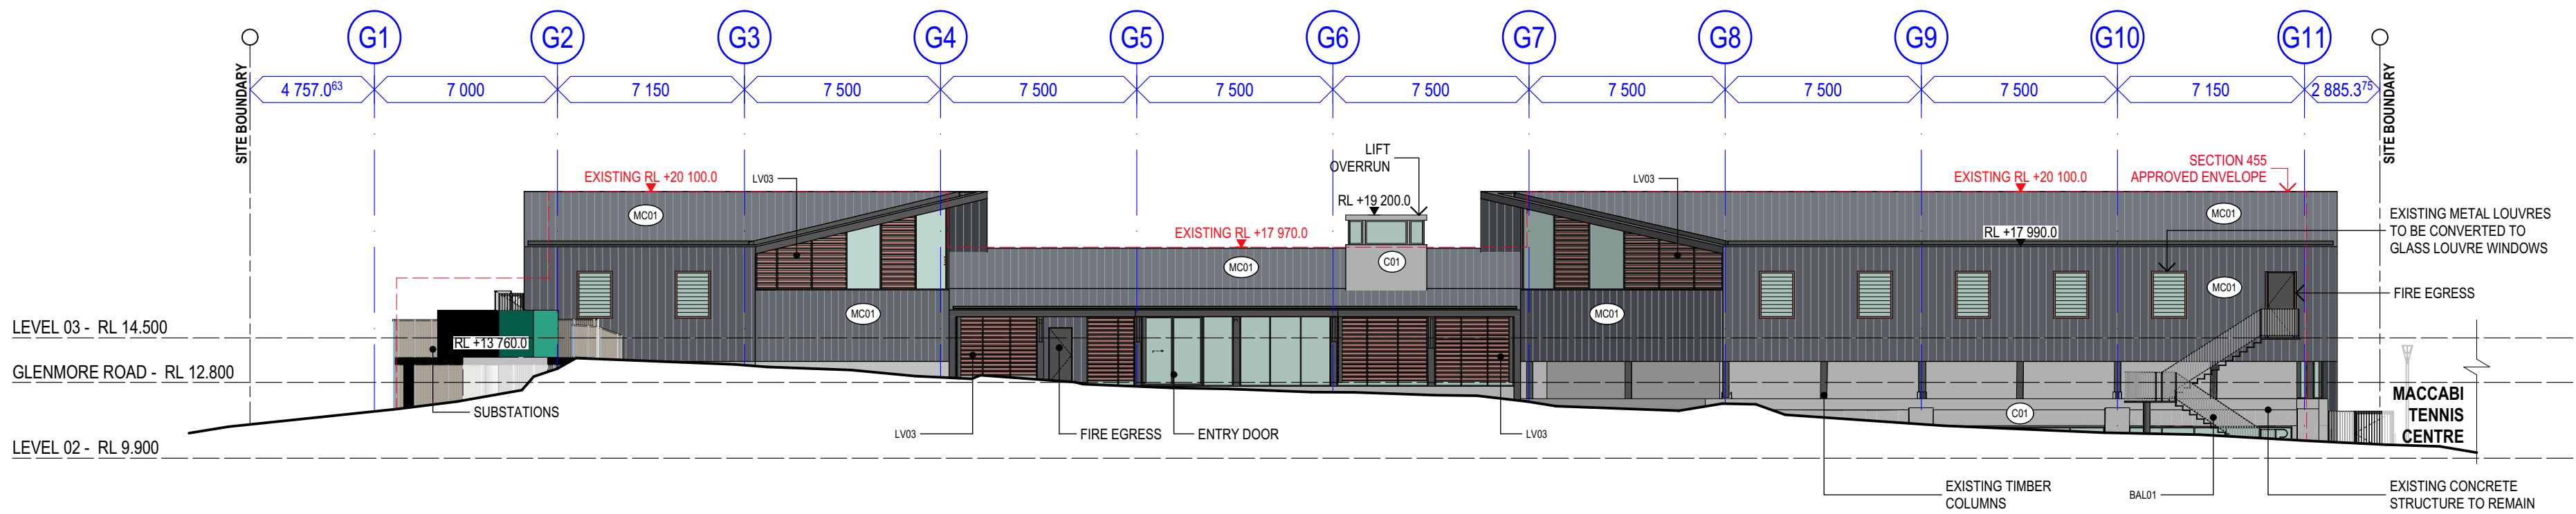 G1 G2 G3 G4 G5 G6 G7 G8 G9 G10 G11
4 757.063 7 000 7 150 7 500 7 500 7 500 7 500 7 500 7 500 7 500 7 150 2 885.375
SITE BOUNDARY
SITE BOUNDARY
LIFT
OVERRUN
SECTION 455
APPROVED ENVELOPE
EXISTING RL +20 100.0
LV03
LV03
EXISTING RL +20 100.0
RL +19 200.0
MC01
MC01
EXISTING METAL LOUVRES
TO BE CONVERTED TO
GLASS LOUVRE WINDOWS
EXISTING RL +17 970.0
RL +17 990.0
MC01
C01
MC01
FIRE EGRESS
MC01
MC01
LEVEL 03 - RL 14.500
RL +13 760.0
GLENMORE ROAD - RL 12.800
SUBSTATIONS
MACCABI
TENNIS
CENTRE
C01
LV03
FIRE EGRESS
ENTRY DOOR
LV03
LEVEL 02 - RL 9.900
EXISTING TIMBER
COLUMNS
BAL01
EXISTING CONCRETE
STRUCTURE TO REMAIN